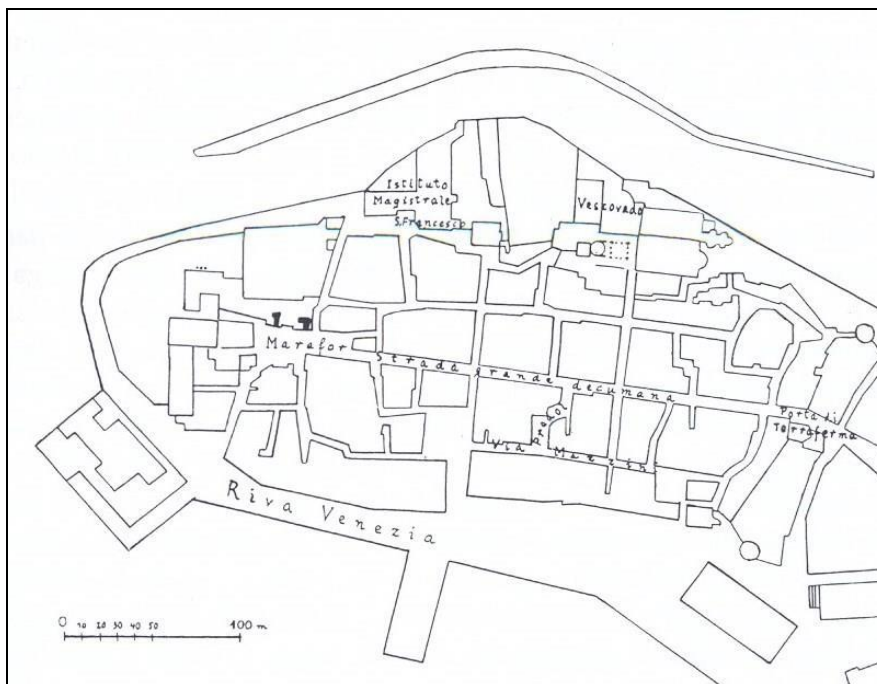 Istituto
Magistrale
S.Francesco
Vescovado
Marafor
Strada grande decumana
Porta di
Terraferma
Via Mazzini
Riva Venezia
0 10 20 30 40 50 100 m